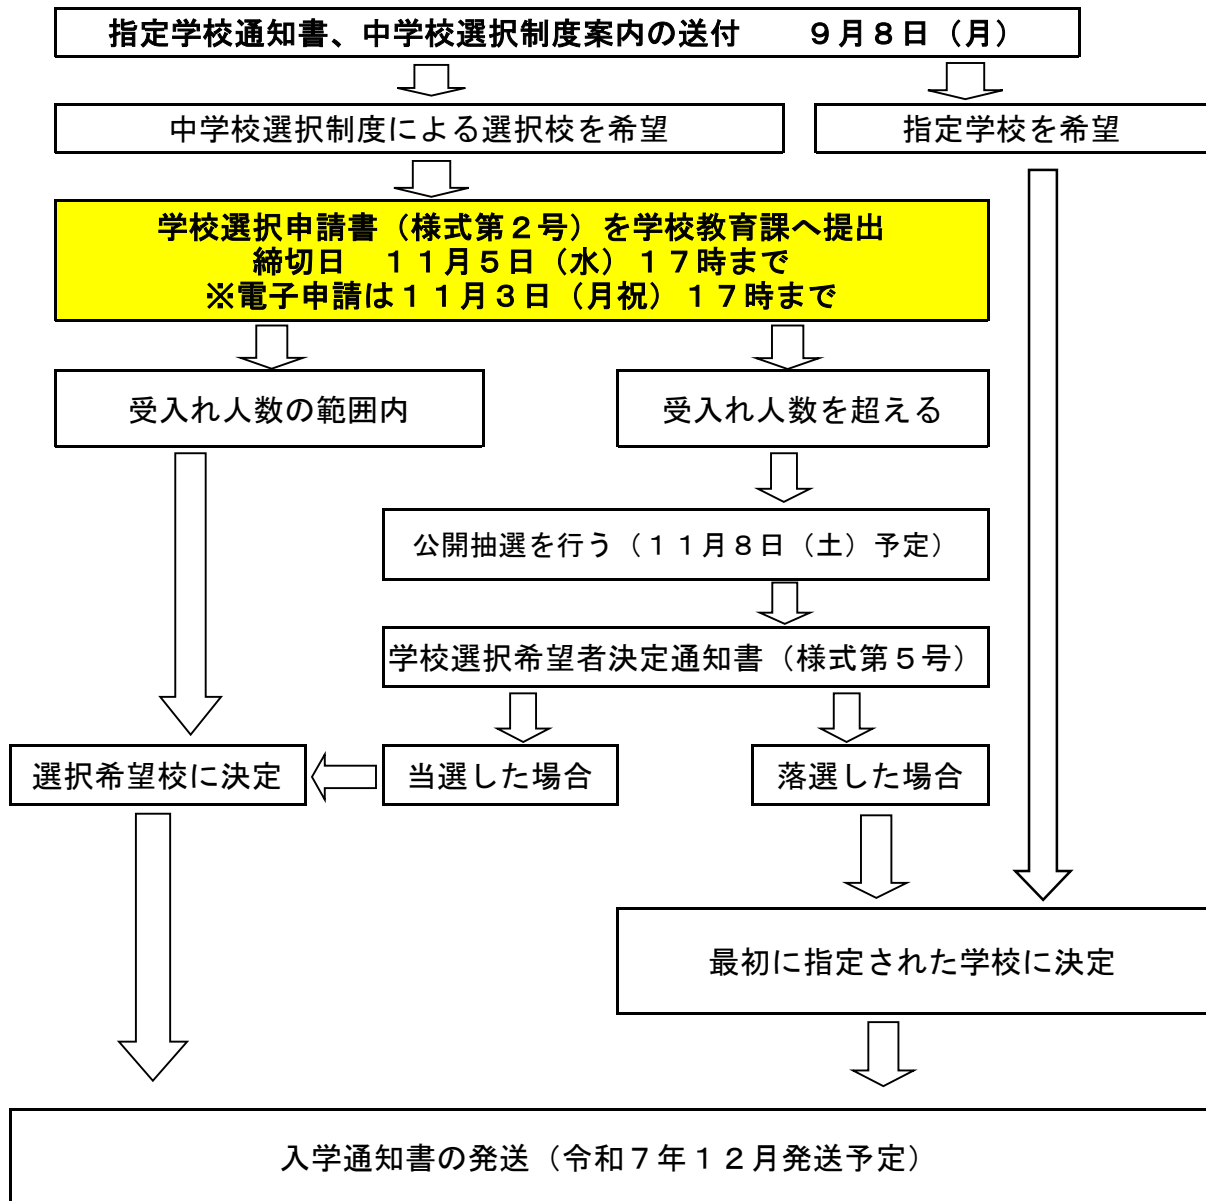 指定学校通知書、中学校選択制度案内の送付　　９月８日（月）
中学校選択制度による選択校を希望
指定学校を希望
学校選択申請書（様式第２号）を学校教育課へ提出
締切日　１１月５日（水）１７時まで
※電子申請は１１月３日（月祝）１７時まで
受入れ人数の範囲内
受入れ人数を超える
公開抽選を行う（１１月８日（土）予定）
学校選択希望者決定通知書（様式第５号）
選択希望校に決定
当選した場合
落選した場合
最初に指定された学校に決定
入学通知書の発送（令和７年１２月発送予定）